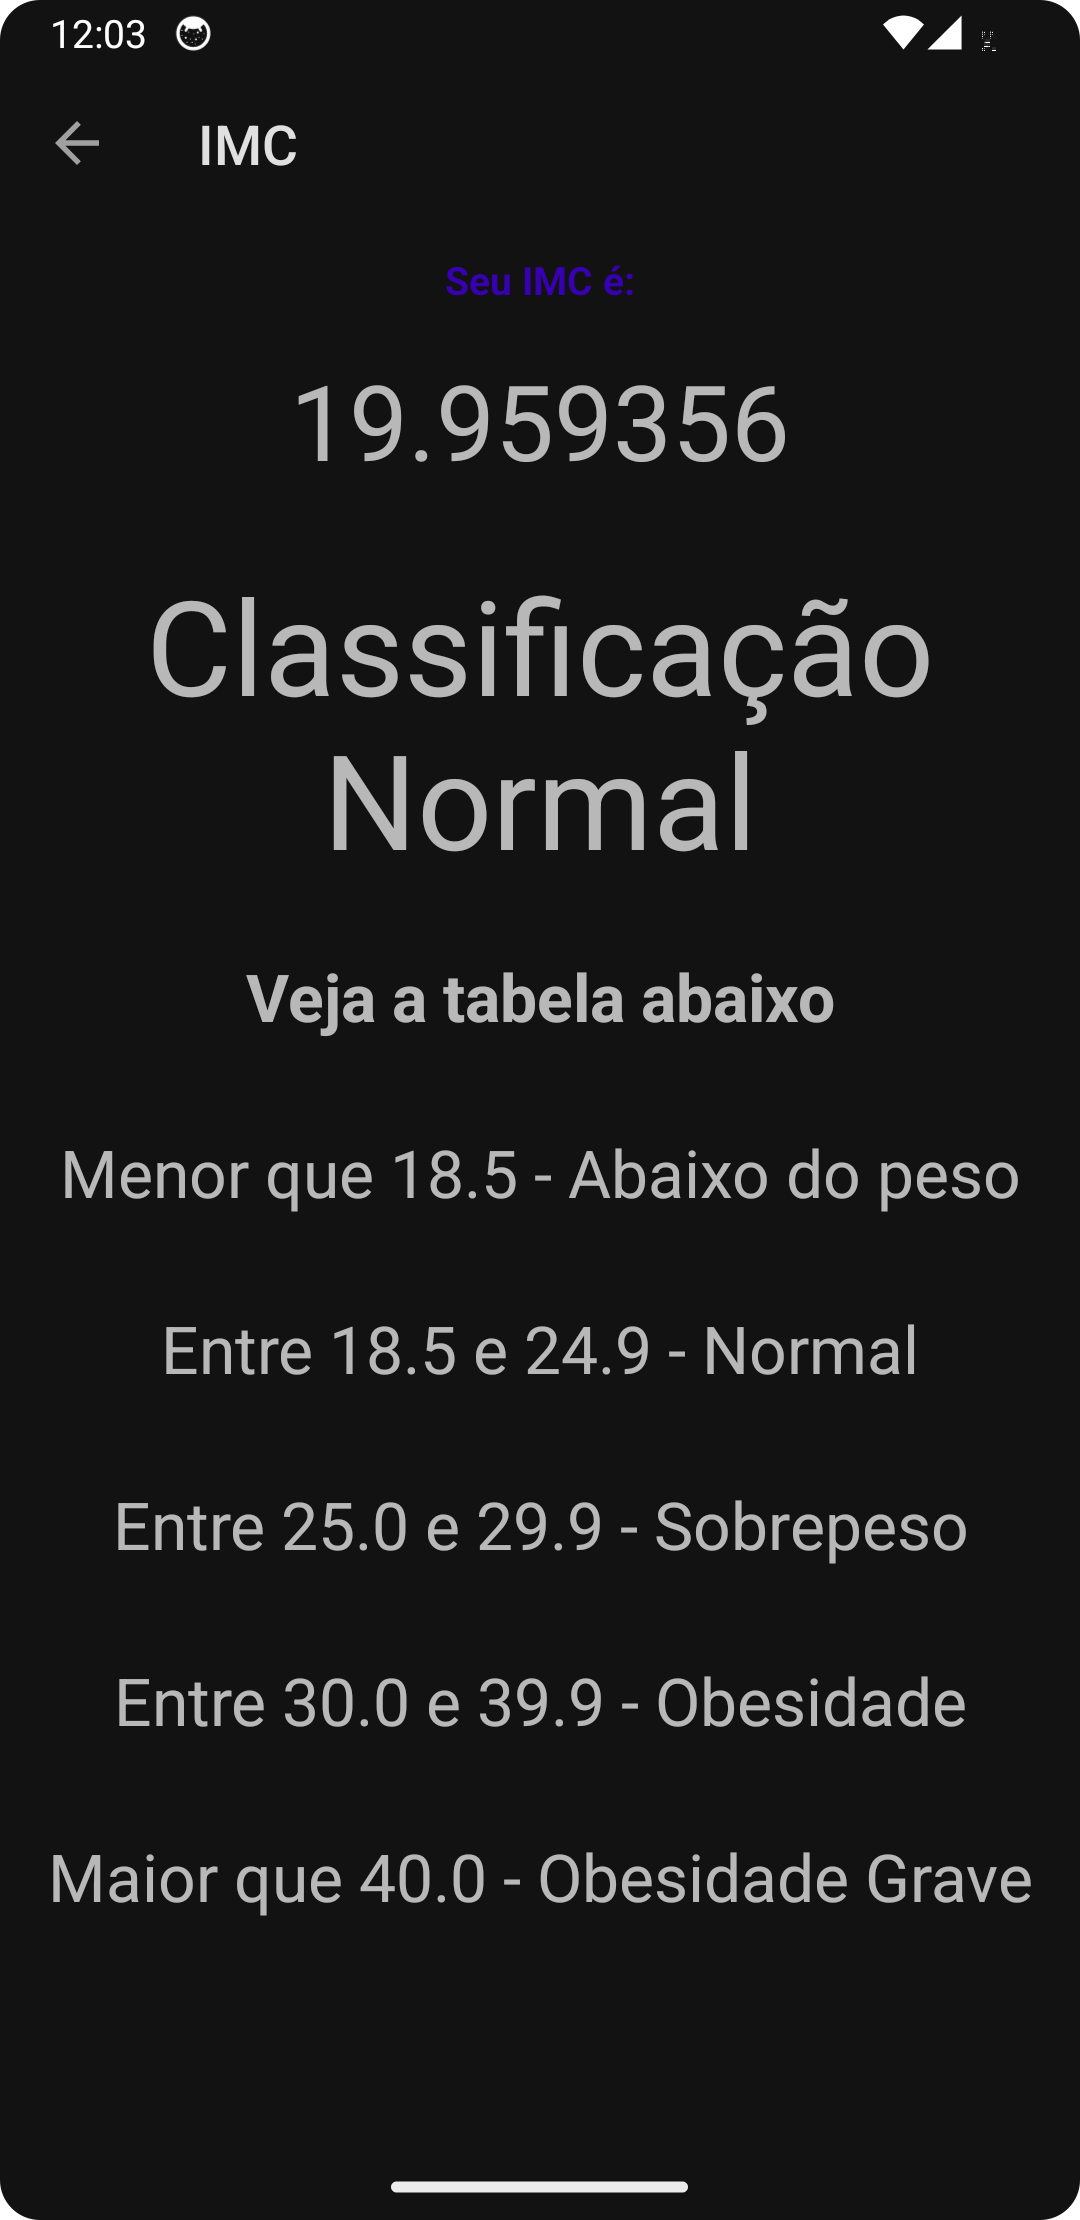 12:03
IMC
Seu IMC é:
19.959356
Classificação
Normal
Veja a tabela abaixo
Menor que 18.5 - Abaixo do peso
Entre 18.5 e 24.9 - Normal
Entre 25.0 e 29.9 - Sobrepeso
Entre 30.0 e 39.9 - Obesidade
Maior que 40.0 - Obesidade Grave